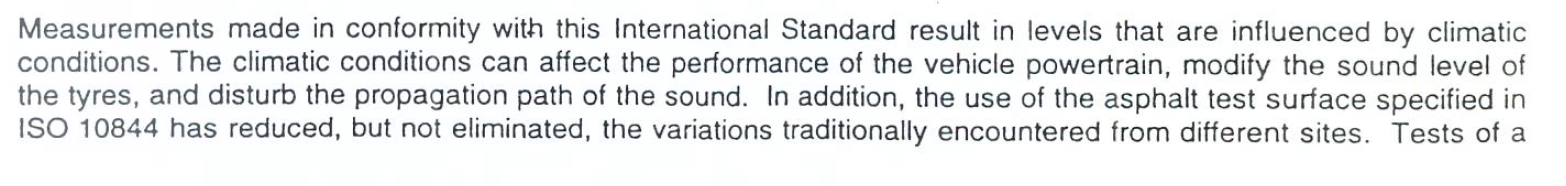 Measurements made in conformity with this International Standard result in levels that are influenced by climatic
conditions. The climatic conditions can affect the performance of the vehicle powertrain, modify the sound level of
the tyres, and disturb the propagation path of the sound. In addition, the use of the asphalt test surface specified in
ISO 10844 has reduced, but not eliminated, the variations traditionally encountered from different sites. Tests of a